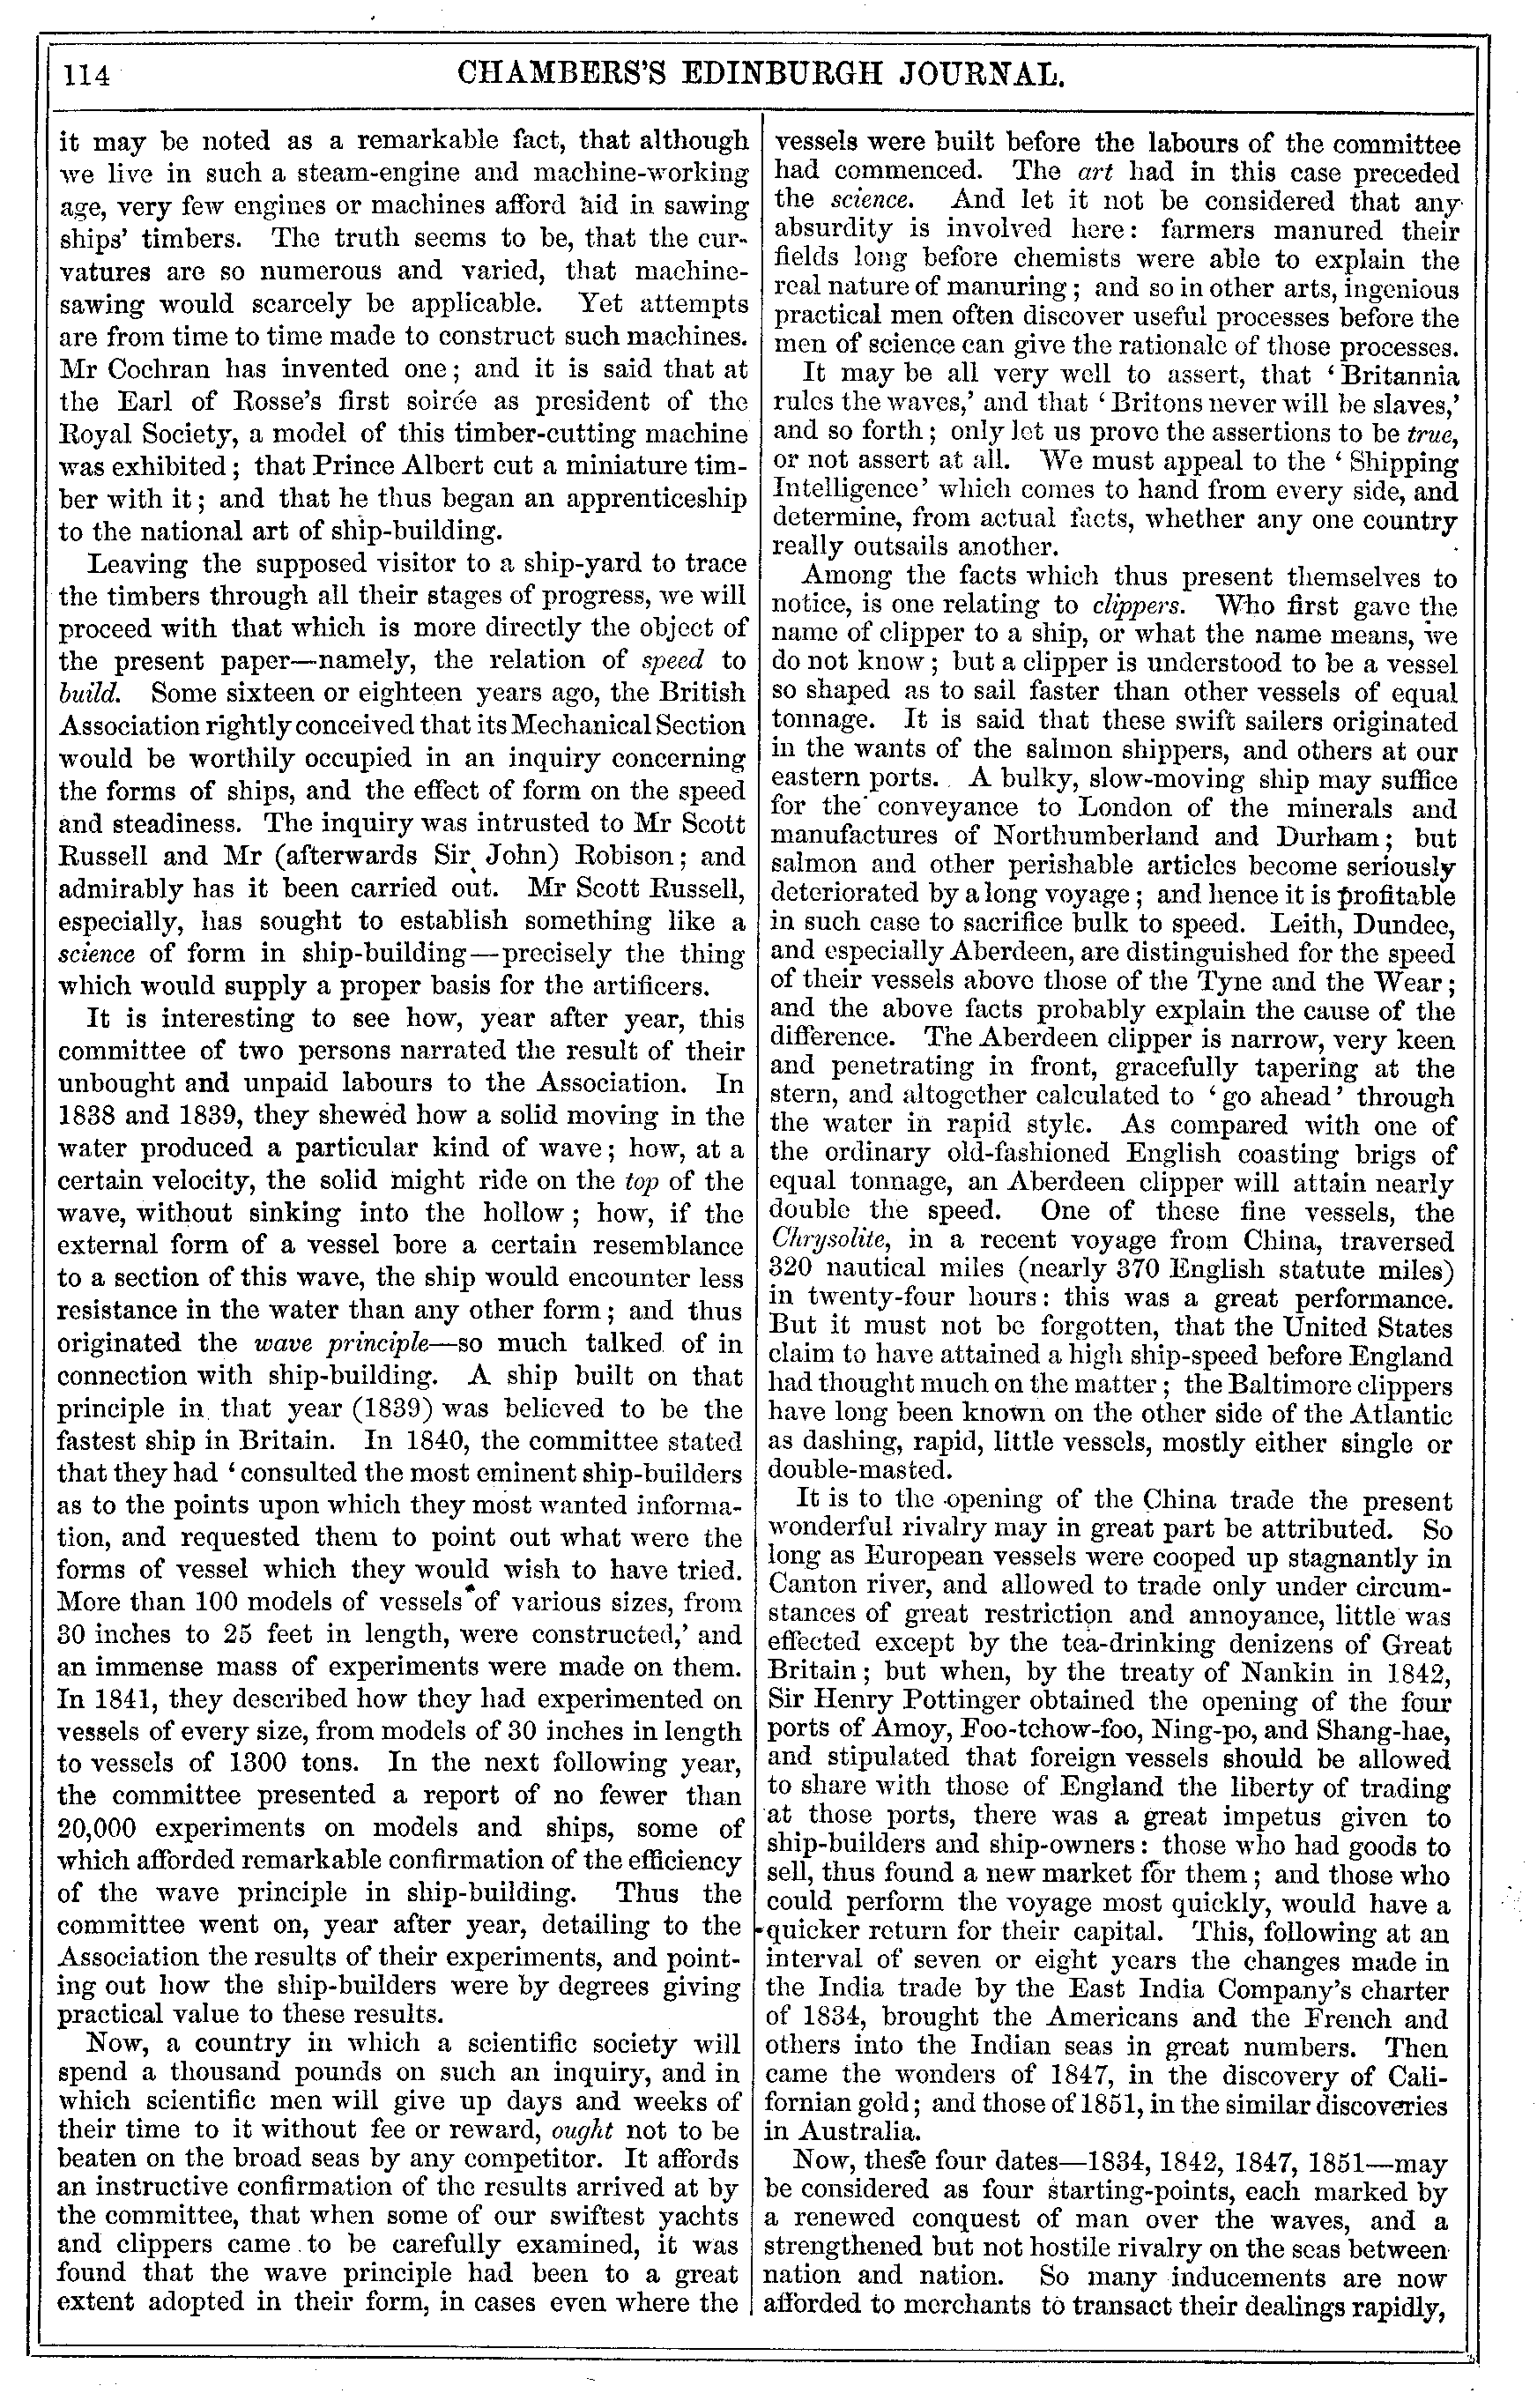 114
CHAMBERS'S EDINBURGH JOURNAL.
it may be noted as a remarkable fact, that although
we live in such a steam-engine and machine-working
age, very few engines or machines afford aid in sawing
ships' timbers. The truth seems to be, that the cur-
vatures are so numerous and varied, that machine-
sawing would scarcely be applicable. Yet attempts
are from time to time made to construct such machines.
Mr Cochran has invented one; and it is said that at
the Earl of Rosse's first soirée as president of the
Royal Society, a model of this timber-cutting machine
was exhibited; that Prince Albert cut a miniature tim-
ber with it; and that he thus began an apprenticeship
to the national art of ship-building.
Leaving the supposed visitor to a ship-yard to trace
the timbers through all their stages of progress, we will
proceed with that which is more directly the object of
the present paper—namely, the relation of speed to
build. Some sixteen or eighteen years ago, the British
Association rightly conceived that its Mechanical Section
would be worthily occupied in an inquiry concerning
the forms of ships, and the effect of form on the speed
and steadiness. The inquiry was intrusted to Mr Scott
Russell and Mr (afterwards Sir John) Robison; and
admirably has it been carried out. Mr Scott Russell,
especially, has sought to establish something like a
science of form in ship-building—precisely the thing
which would supply a proper basis for the artificers.
It is interesting to see how, year after year, this
committee of two persons narrated the result of their
unbought and unpaid labours to the Association. In
1838 and 1839, they shewed how a solid moving in the
water produced a particular kind of wave; how, at a
certain velocity, the solid might ride on the top of the
wave, without sinking into the hollow; how, if the
external form of a vessel bore a certain resemblance
to a section of this wave, the ship would encounter less
resistance in the water than any other form; and thus
originated the wave principle—so much talked of in
connection with ship-building. A ship built on that
principle in that year (1839) was believed to be the
fastest ship in Britain. In 1840, the committee stated
that they had 'consulted the most eminent ship-builders
as to the points upon which they most wanted informa-
tion, and requested them to point out what were the
forms of vessel which they would wish to have tried.
More than 100 models of vessels of various sizes, from
30 inches to 25 feet in length, were constructed,' and
an immense mass of experiments were made on them.
In 1841, they described how they had experimented on
vessels of every size, from models of 30 inches in length
to vessels of 1300 tons. In the next following year,
the committee presented a report of no fewer than
20,000 experiments on models and ships, some of
which afforded remarkable confirmation of the efficiency
of the wave principle in ship-building. Thus the
committee went on, year after year, detailing to the
Association the results of their experiments, and point-
ing out how the ship-builders were by degrees giving
practical value to these results.
Now, a country in which a scientific society will
spend a thousand pounds on such an inquiry, and in
which scientific men will give up days and weeks of
their time to it without fee or reward, ought not to be
beaten on the broad seas by any competitor. It affords
an instructive confirmation of the results arrived at by
the committee, that when some of our swiftest yachts
and clippers came to be carefully examined, it was
found that the wave principle had been to a great
extent adopted in their form, in cases even where the
vessels were built before the labours of the committee
had commenced. The art had in this case preceded
the science. And let it not be considered that any
absurdity is involved here: farmers manured their
fields long before chemists were able to explain the
real nature of manuring; and so in other arts, ingenious
practical men often discover useful processes before the
men of science can give the rationale of those processes.
It may be all very well to assert, that 'Britannia
rules the waves,' and that 'Britons never will be slaves,'
and so forth; only let us prove the assertions to be true,
or not assert at all. We must appeal to the 'Shipping
Intelligence' which comes to hand from every side, and
determine, from actual facts, whether any one country
really outsails another.
Among the facts which thus present themselves to
notice, is one relating to clippers. Who first gave the
name of clipper to a ship, or what the name means, we
do not know; but a clipper is understood to be a vessel
so shaped as to sail faster than other vessels of equal
tonnage. It is said that these swift sailers originated
in the wants of the salmon shippers, and others at our
eastern ports. A bulky, slow-moving ship may suffice
for the conveyance to London of the minerals and
manufactures of Northumberland and Durham; but
salmon and other perishable articles become seriously
deteriorated by a long voyage; and hence it is profitable
in such case to sacrifice bulk to speed. Leith, Dundee,
and especially Aberdeen, are distinguished for the speed
of their vessels above those of the Tyne and the Wear;
and the above facts probably explain the cause of the
difference. The Aberdeen clipper is narrow, very keen
and penetrating in front, gracefully tapering at the
stern, and altogether calculated to 'go ahead' through
the water in rapid style. As compared with one of
the ordinary old-fashioned English coasting brigs of
equal tonnage, an Aberdeen clipper will attain nearly
double the speed. One of these fine vessels, the
Chrysolite, in a recent voyage from China, traversed
320 nautical miles (nearly 370 English statute miles)
in twenty-four hours: this was a great performance.
But it must not be forgotten, that the United States
claim to have attained a high ship-speed before England
had thought much on the matter; the Baltimore clippers
have long been known on the other side of the Atlantic
as dashing, rapid, little vessels, mostly either single or
double-masted.
It is to the opening of the China trade the present
wonderful rivalry may in great part be attributed. So
long as European vessels were cooped up stagnantly in
Canton river, and allowed to trade only under circum-
stances of great restriction and annoyance, little was
effected except by the tea-drinking denizens of Great
Britain; but when, by the treaty of Nankin in 1842,
Sir Henry Pottinger obtained the opening of the four
ports of Amoy, Foo-tchow-foo, Ning-po, and Shang-hae,
and stipulated that foreign vessels should be allowed
to share with those of England the liberty of trading
at those ports, there was a great impetus given to
ship-builders and ship-owners: those who had goods to
sell, thus found a new market for them; and those who
could perform the voyage most quickly, would have a
quicker return for their capital. This, following at an
interval of seven or eight years the changes made in
the India trade by the East India Company's charter
of 1834, brought the Americans and the French and
others into the Indian seas in great numbers. Then
came the wonders of 1847, in the discovery of Cali-
fornian gold; and those of 1851, in the similar discoveries
in Australia.
Now, these four dates—1834, 1842, 1847, 1851—may
be considered as four starting-points, each marked by
a renewed conquest of man over the waves, and a
strengthened but not hostile rivalry on the seas between
nation and nation. So many inducements are now
afforded to merchants to transact their dealings rapidly,